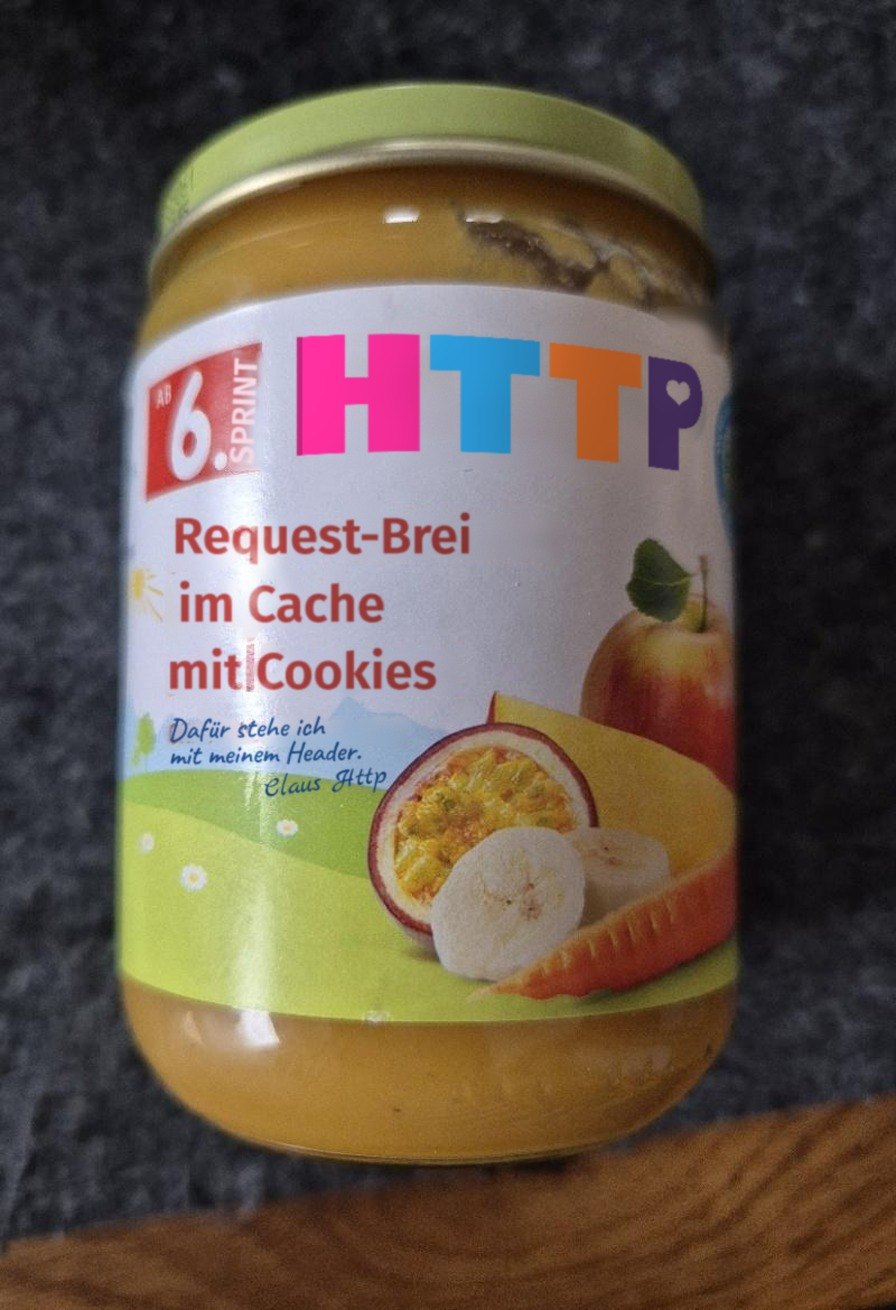 AB
6.
SPRINT
HTTP
Request-Brei
im Cache
mit Cookies
Dafür stehe ich
mit meinem Header.
Claus Http